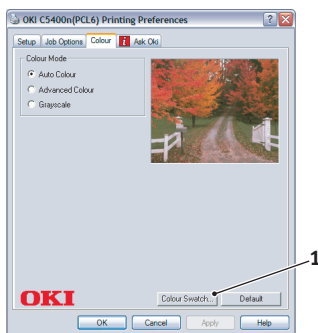 OKI C5400n(PCL6) Printing Preferences
Setup Job Options Colour Ask Oki
Colour Mode
Auto Colour
Advanced Colour
Grayscale
1
OKI Colour Swatch... Default
OK Cancel Apply Help